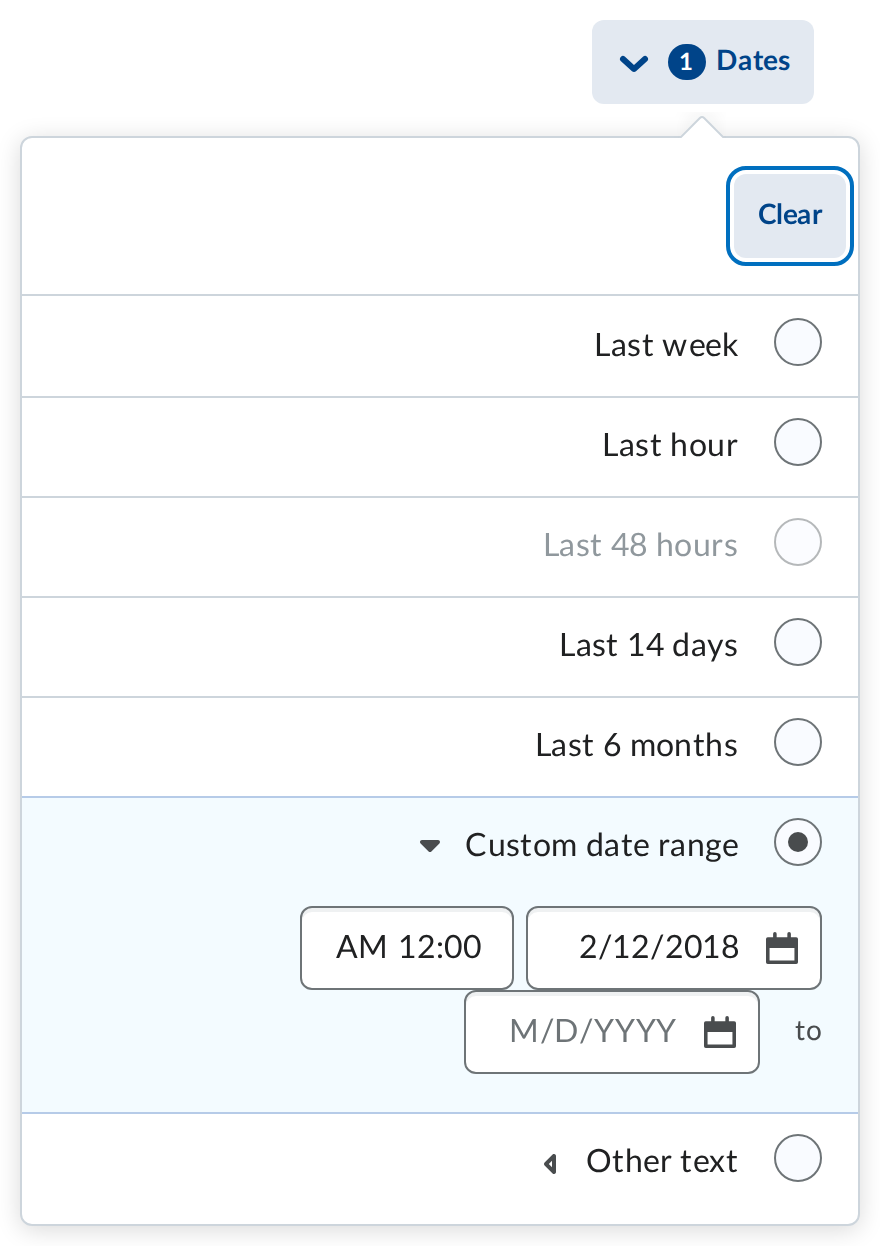 1 Dates
Clear
Last week
Last hour
Last 48 hours
Last 14 days
Last 6 months
Custom date range
2/12/2018 AM 12:00
to M/D/YYYY
Other text